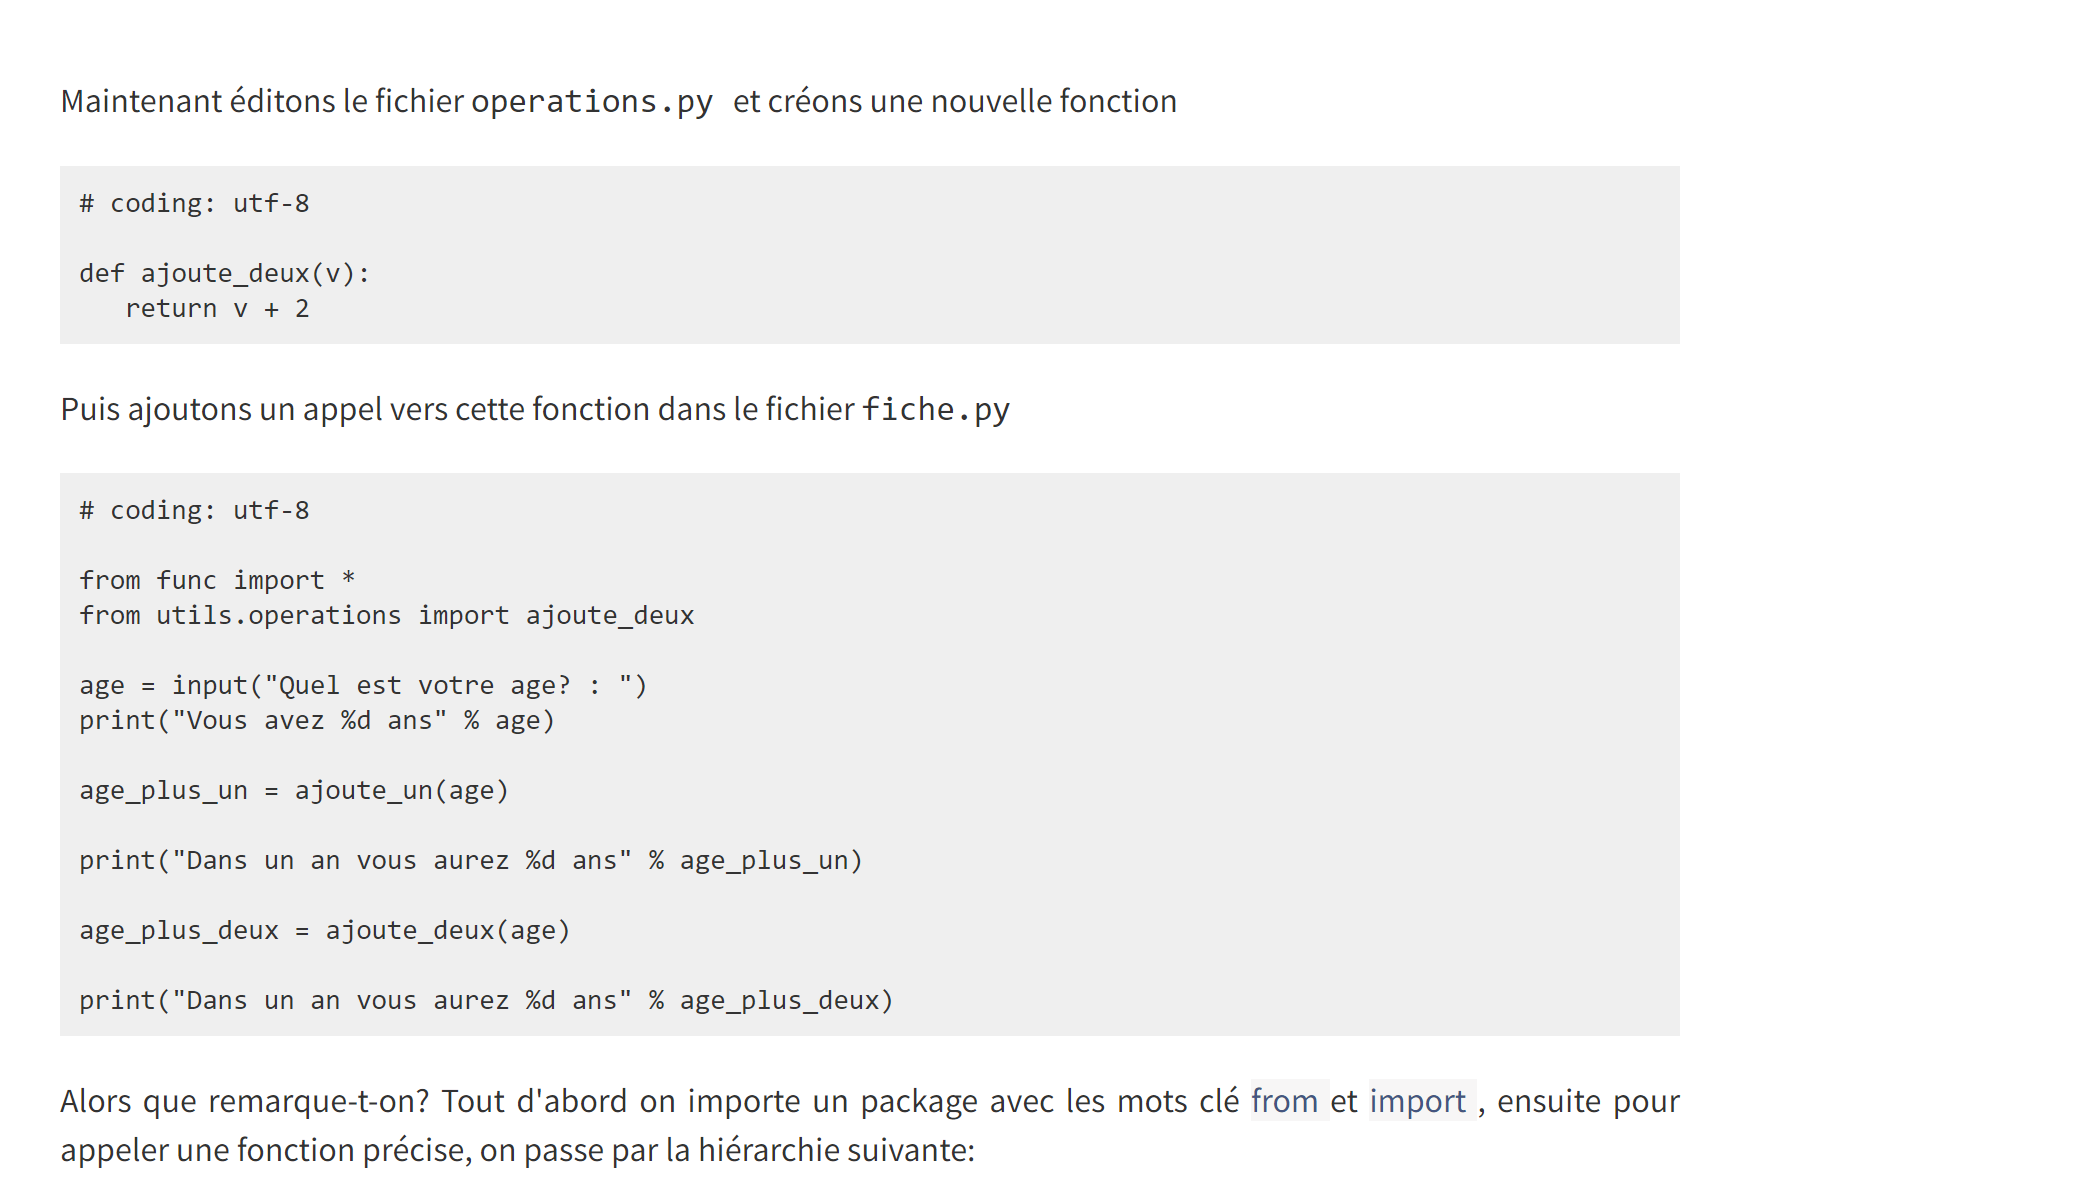 Maintenant éditons le fichier operations.py et créons une nouvelle fonction
# coding: utf-8
def ajoute_deux(v):
   return v + 2
Puis ajoutons un appel vers cette fonction dans le fichier fiche.py
# coding: utf-8
from func import *
from utils.operations import ajoute_deux
age = input("Quel est votre age? : ")
print("Vous avez %d ans" % age)
age_plus_un = ajoute_un(age)
print("Dans un an vous aurez %d ans" % age_plus_un)
age_plus_deux = ajoute_deux(age)
print("Dans un an vous aurez %d ans" % age_plus_deux)
Alors que remarque-t-on? Tout d'abord on importe un package avec les mots clé from et import , ensuite pour
appeler une fonction précise, on passe par la hiérarchie suivante: